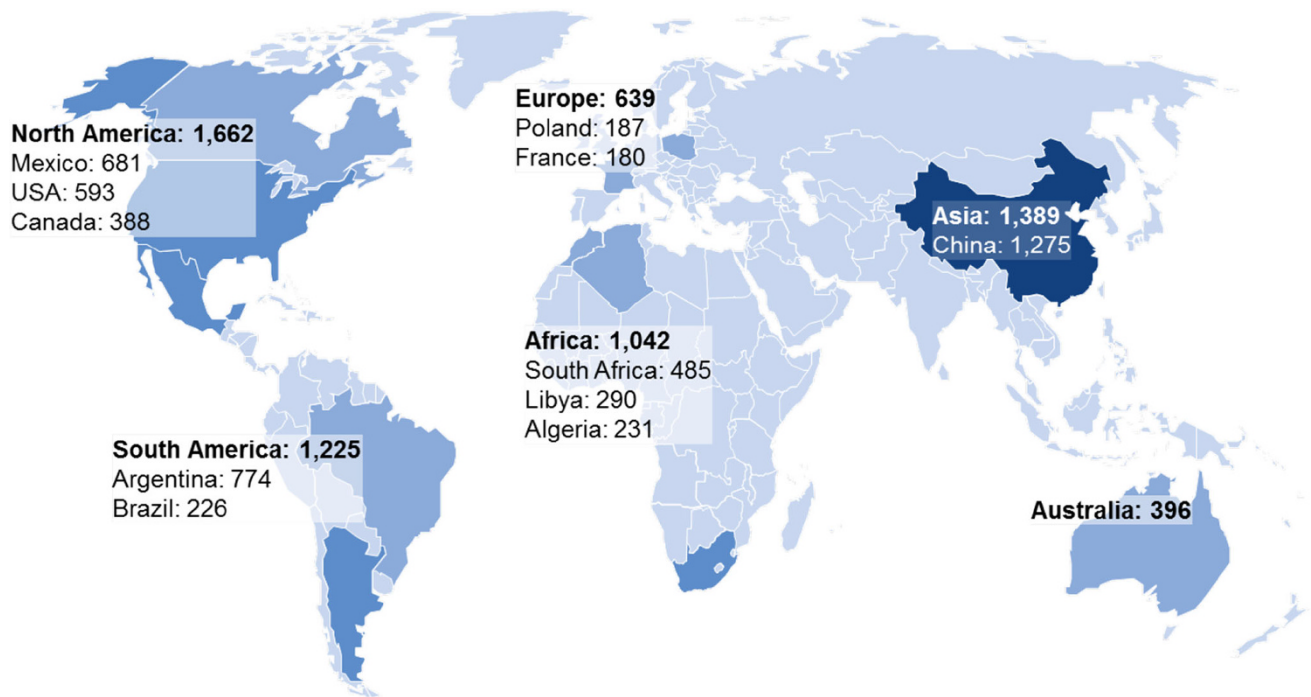 North America: 1,662
Mexico: 681
USA: 593
Canada: 388
Europe: 639
Poland: 187
France: 180
Asia: 1,389
China: 1,275
Africa: 1,042
South Africa: 485
Libya: 290
Algeria: 231
South America: 1,225
Argentina: 774
Brazil: 226
Australia: 396